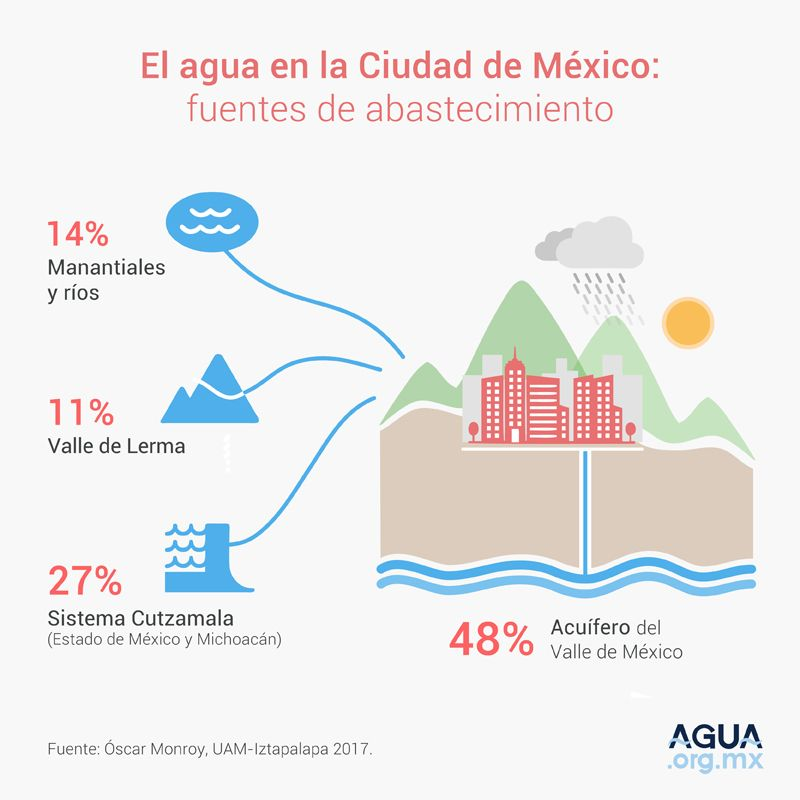 El agua en la Ciudad de México:
fuentes de abastecimiento
14%
Manantiales
y ríos
11%
Valle de Lerma
27%
Sistema Cutzamala
(Estado de México y Michoacán)
48%
Acuífero del
Valle de México
Fuente: Óscar Monroy, UAM-Iztapalapa 2017.
AGUA
.org.mx